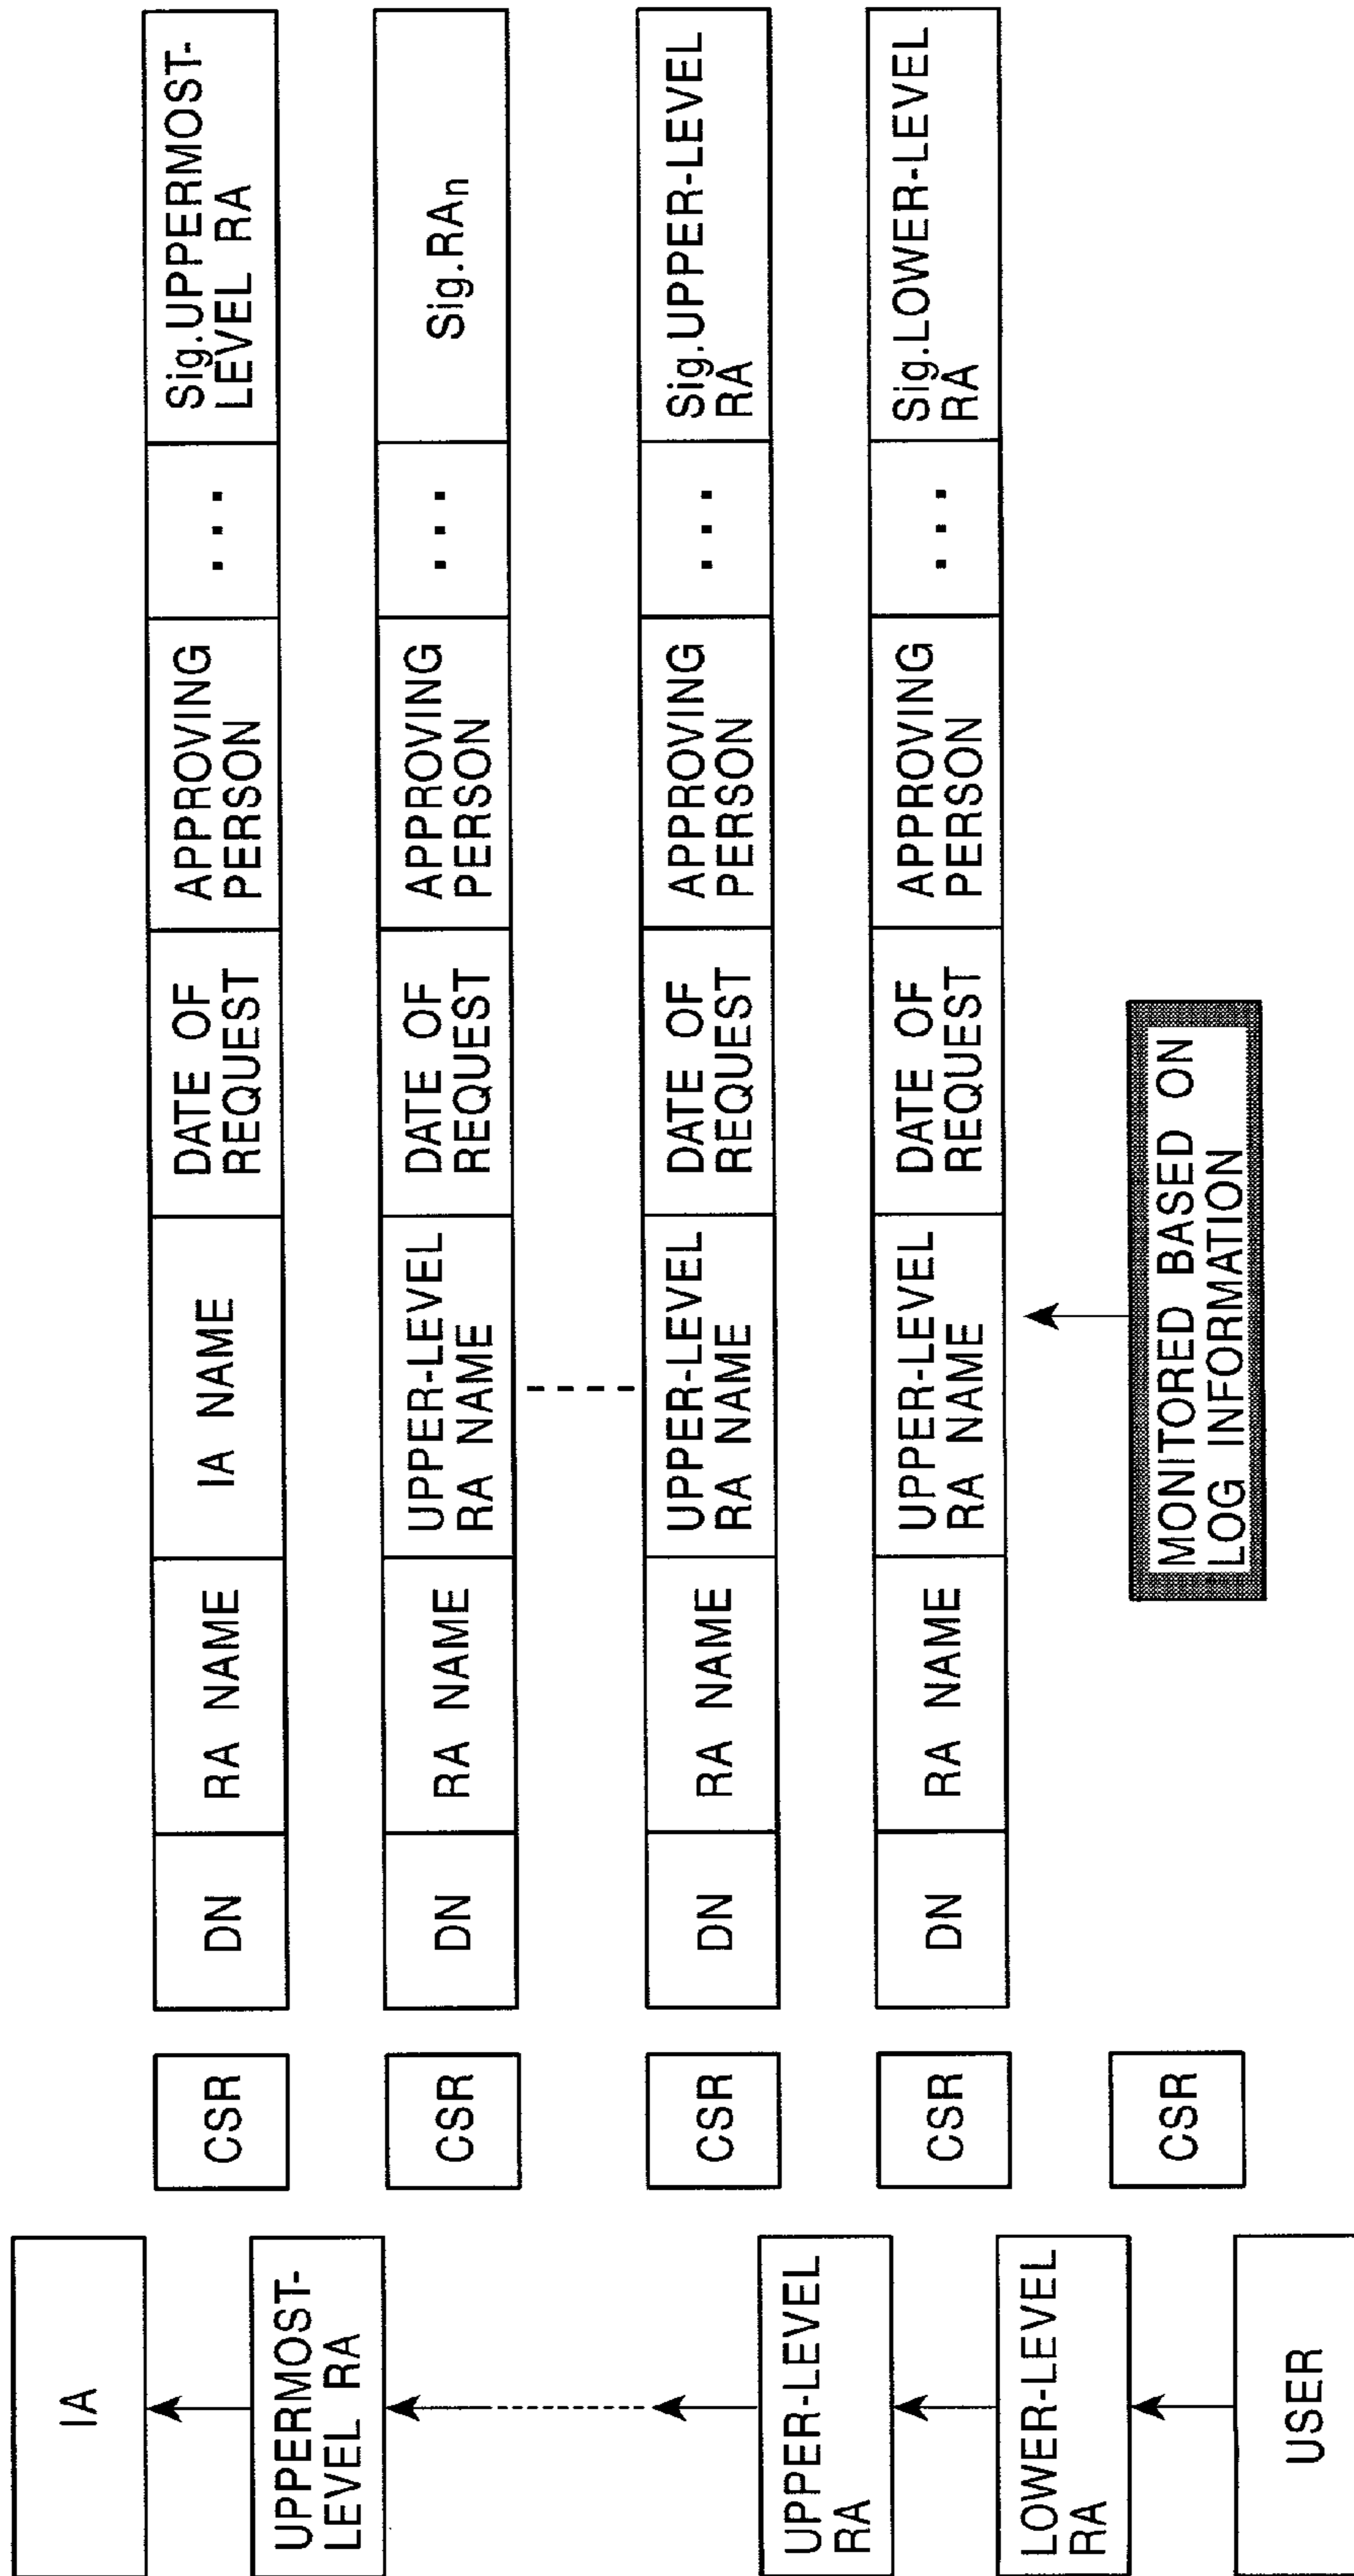 IA
UPPERMOST-
LEVEL RA
UPPER-LEVEL
RA
LOWER-LEVEL
RA
USER
CSR
DN
RA NAME
IA NAME
DATE OF
REQUEST
APPROVING
PERSON
...
Sig.UPPERMOST-
LEVEL RA
CSR
DN
RA NAME
UPPER-LEVEL
RA NAME
DATE OF
REQUEST
APPROVING
PERSON
...
Sig.RAn
CSR
DN
RA NAME
UPPER-LEVEL
RA NAME
DATE OF
REQUEST
APPROVING
PERSON
...
Sig.UPPER-LEVEL
RA
CSR
DN
RA NAME
UPPER-LEVEL
RA NAME
DATE OF
REQUEST
APPROVING
PERSON
...
Sig.LOWER-LEVEL
RA
CSR
MONITORED BASED ON
LOG INFORMATION